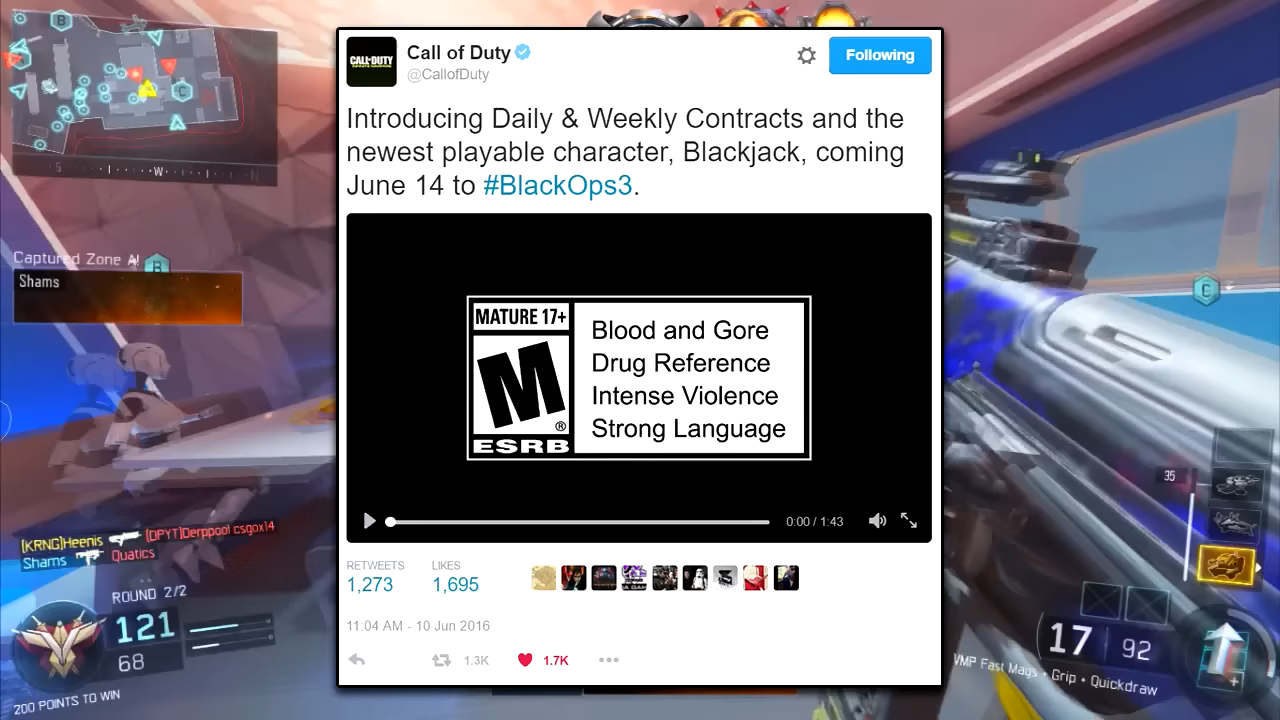 B
C
S
W
N
Captured Zone A!
B
Shams
[KRNG]Heenis [DPYT]Derppool csgox14
Shams Quatics
ROUND 2/2
121
68
200 POINTS TO WIN
CALL OF DUTY
Call of Duty
@CallofDuty
Following
Introducing Daily & Weekly Contracts and the
newest playable character, Blackjack, coming
June 14 to #BlackOps3.
MATURE 17+
M
®
ESRB
Blood and Gore
Drug Reference
Intense Violence
Strong Language
0:00 / 1:43
RETWEETS LIKES
1,273 1,695
11:04 AM - 10 Jun 2016
1.3K 1.7K
C
35
17 92
VMP Fast Mags • Grip • Quickdraw